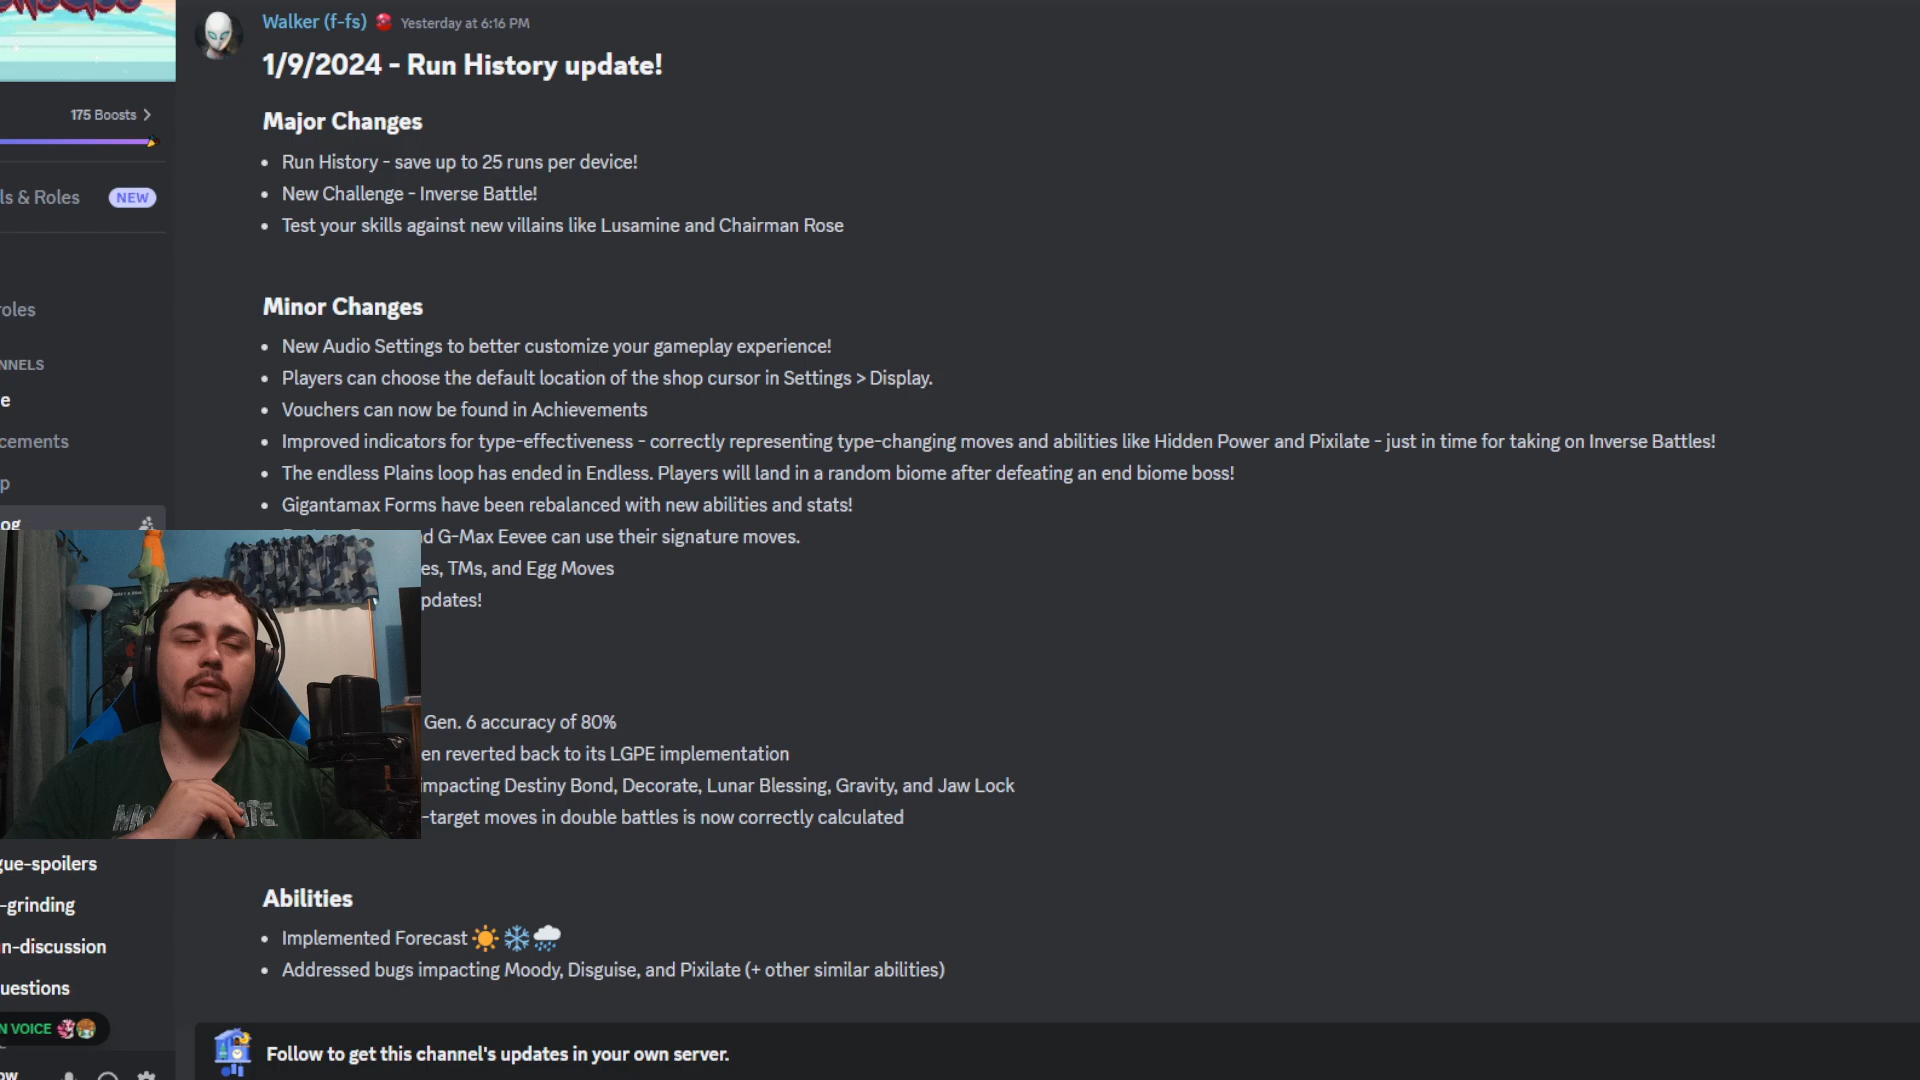 Walker (f-fs) Yesterday at 6:16 PM
1/9/2024 - Run History update!
175 Boosts
Major Changes
Run History - save up to 25 runs per device!
New Challenge - Inverse Battle!
ls & Roles NEW
Test your skills against new villains like Lusamine and Chairman Rose
Minor Changes
roles
New Audio Settings to better customize your gameplay experience!
NNELS
Players can choose the default location of the shop cursor in Settings > Display.
e
Vouchers can now be found in Achievements
cements
Improved indicators for type-effectiveness - correctly representing type-changing moves and abilities like Hidden Power and Pixilate - just in time for taking on Inverse Battles!
The endless Plains loop has ended in Endless. Players will land in a random biome after defeating an end biome boss!
p
Gigantamax Forms have been rebalanced with new abilities and stats!
og
d G-Max Eevee can use their signature moves.
es, TMs, and Egg Moves
pdates!
Gen. 6 accuracy of 80%
en reverted back to its LGPE implementation
impacting Destiny Bond, Decorate, Lunar Blessing, Gravity, and Jaw Lock
-target moves in double battles is now correctly calculated
gue-spoilers
Abilities
-grinding
Implemented Forecast
n-discussion
Addressed bugs impacting Moody, Disguise, and Pixilate (+ other similar abilities)
uestions
N VOICE
Follow to get this channel's updates in your own server.
ow